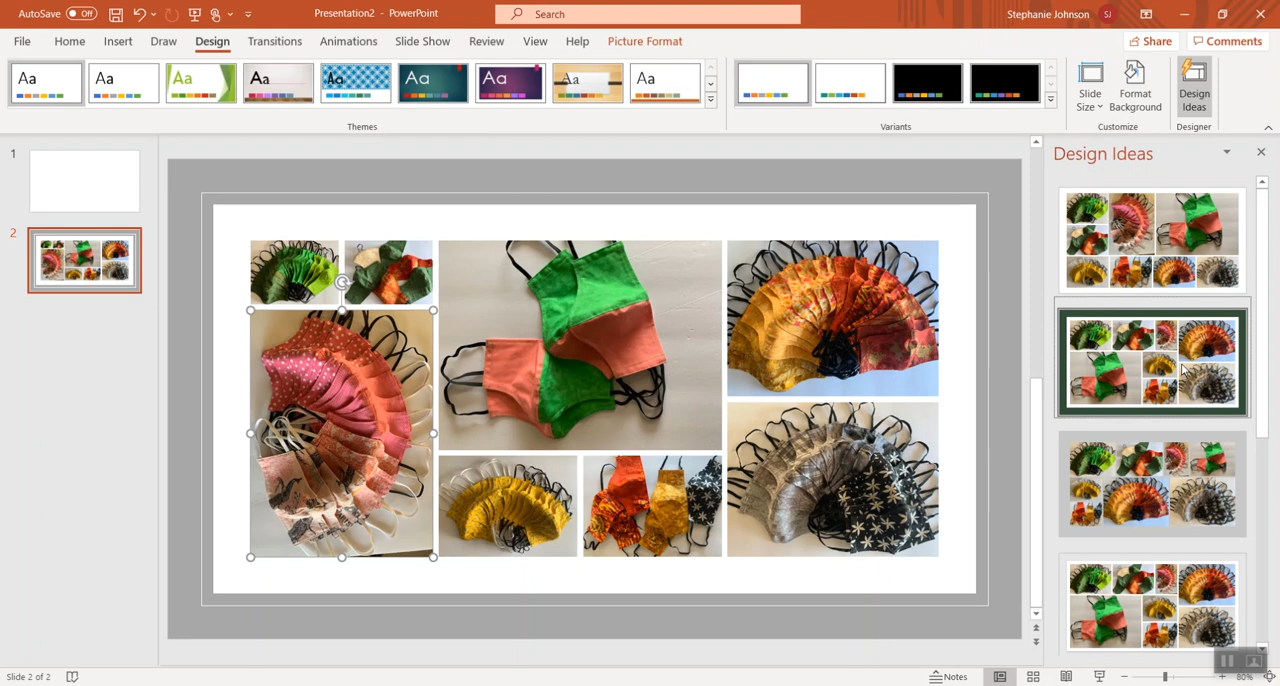 AutoSave Off Presentation2 - PowerPoint Search Stephanie Johnson SJ
File Home Insert Draw Design Transitions Animations Slide Show Review View Help Picture Format Share Comments
Aa Aa Aa Aa Aa Aa Aa Aa Aa
Slide Size Format Background Design Ideas
Themes Variants Customize Designer
Design Ideas
1
2
Slide 2 of 2 Notes 80%